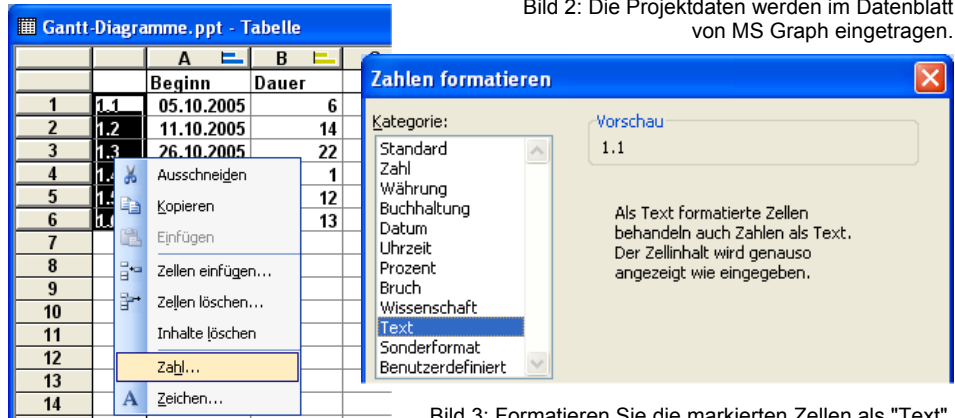 Bild 2: Die Projektdaten werden im Datenblatt
von MS Graph eingetragen.
Gantt-Diagramme.ppt - Tabelle
A B
Beginn Dauer
1 1.1 05.10.2005 6
2 1.2 11.10.2005 14
3 1.3 26.10.2005 22
4 1
5 12
6 13
7
8
9
10
11
12
13
14
Ausschneiden
Kopieren
Einfügen
Zellen einfügen...
Zellen löschen...
Inhalte löschen
Zahl...
Zeichen...
Zahlen formatieren
Kategorie:
Standard
Zahl
Währung
Buchhaltung
Datum
Uhrzeit
Prozent
Bruch
Wissenschaft
Text
Sonderformat
Benutzerdefiniert
Vorschau
1.1
Als Text formatierte Zellen
behandeln auch Zahlen als Text.
Der Zellinhalt wird genauso
angezeigt wie eingegeben.
Bild 3: Formatieren Sie die markierten Zellen als "Text"